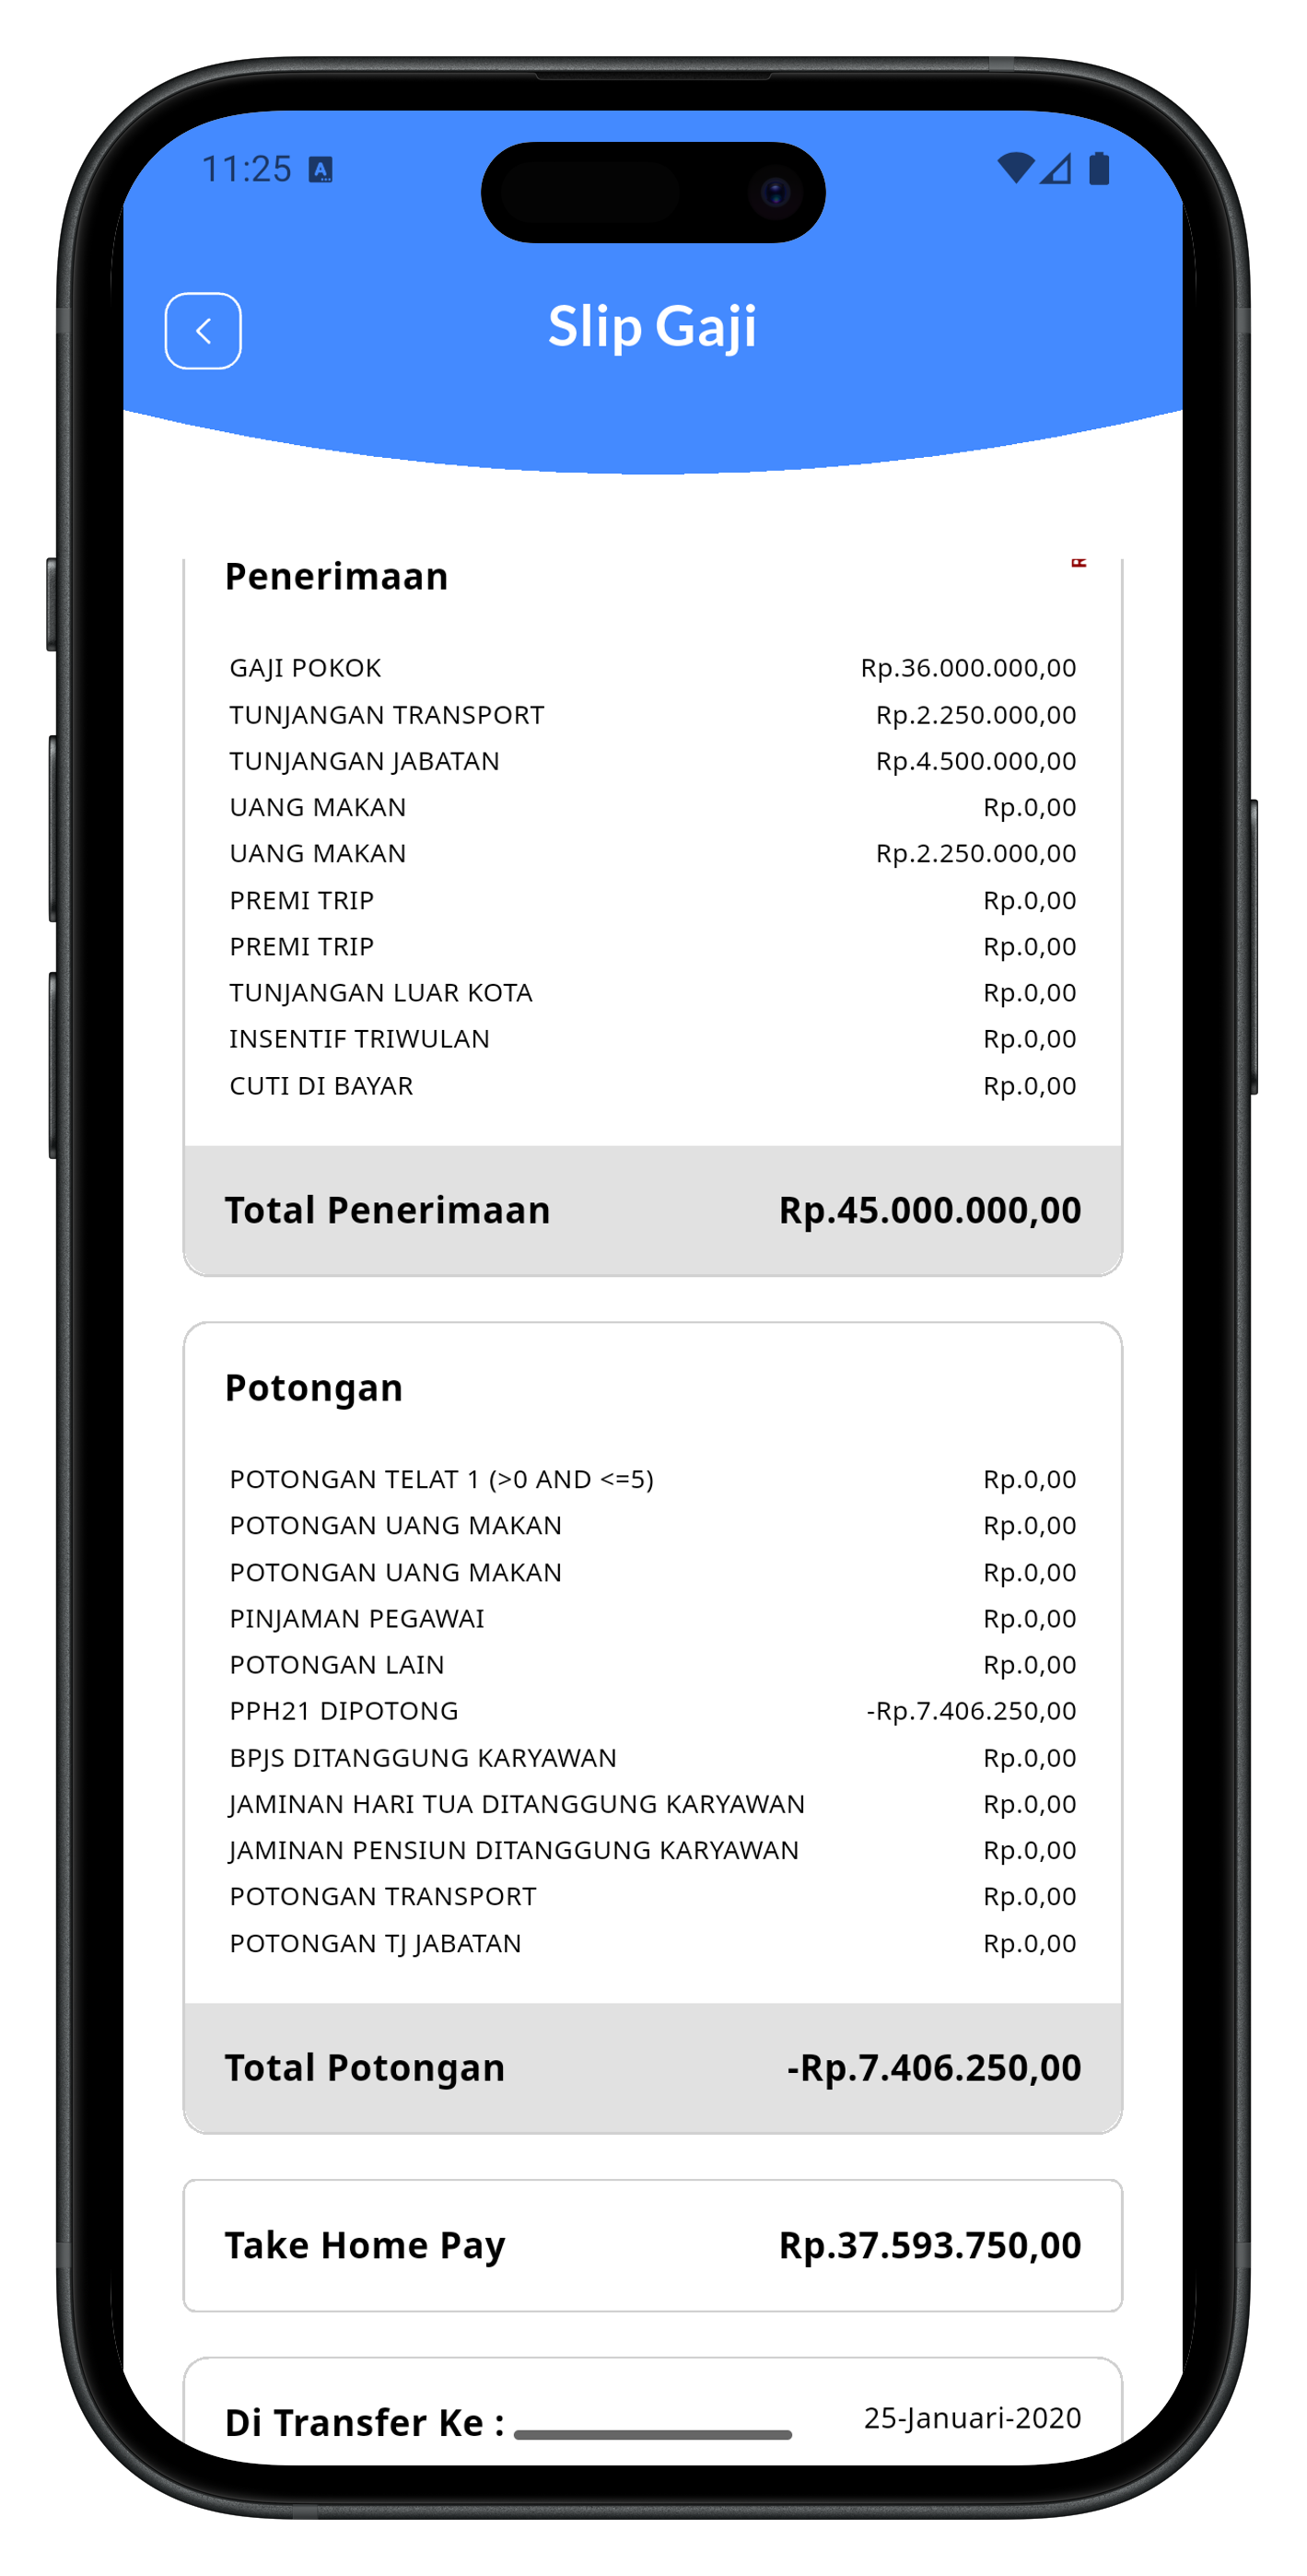 11:25
Slip Gaji
Penerimaan
GAJI POKOK Rp.36.000.000,00
TUNJANGAN TRANSPORT Rp.2.250.000,00
TUNJANGAN JABATAN Rp.4.500.000,00
UANG MAKAN Rp.0,00
UANG MAKAN Rp.2.250.000,00
PREMI TRIP Rp.0,00
PREMI TRIP Rp.0,00
TUNJANGAN LUAR KOTA Rp.0,00
INSENTIF TRIWULAN Rp.0,00
CUTI DI BAYAR Rp.0,00
Total Penerimaan Rp.45.000.000,00
Potongan
POTONGAN TELAT 1 (>0 AND <=5) Rp.0,00
POTONGAN UANG MAKAN Rp.0,00
POTONGAN UANG MAKAN Rp.0,00
PINJAMAN PEGAWAI Rp.0,00
POTONGAN LAIN Rp.0,00
PPH21 DIPOTONG -Rp.7.406.250,00
BPJS DITANGGUNG KARYAWAN Rp.0,00
JAMINAN HARI TUA DITANGGUNG KARYAWAN Rp.0,00
JAMINAN PENSIUN DITANGGUNG KARYAWAN Rp.0,00
POTONGAN TRANSPORT Rp.0,00
POTONGAN TJ JABATAN Rp.0,00
Total Potongan -Rp.7.406.250,00
Take Home Pay Rp.37.593.750,00
Di Transfer Ke : 25-Januari-2020